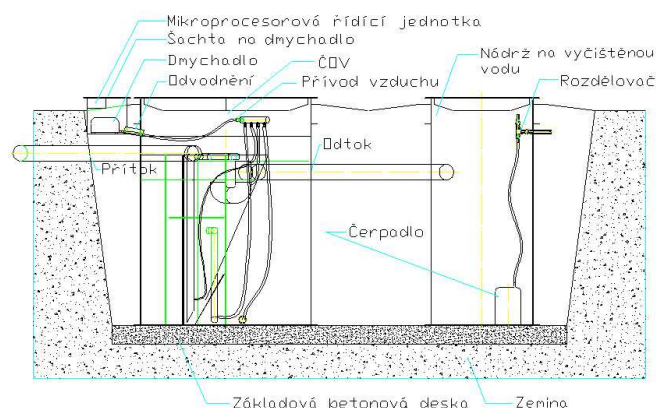 Mikroprocesorová řídící jednotka
Šachta na dmychadlo
Dmychadlo
Odvodnění
ČOV
Přívod vzduchu
Nádrž na vyčištěnou
vodu
Rozdělovač
Přítok
Odtok
Čerpadlo
Základová betonová deska
Zemina